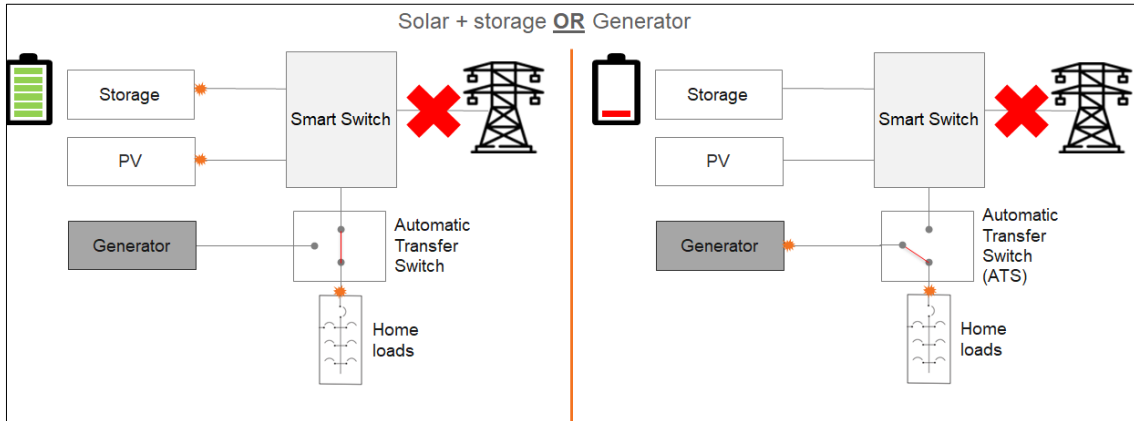 Solar + storage OR Generator
Storage
Smart Switch
PV
Generator
Automatic
Transfer
Switch
Home
loads
Storage
Smart Switch
PV
Generator
Automatic
Transfer
Switch
(ATS)
Home
loads